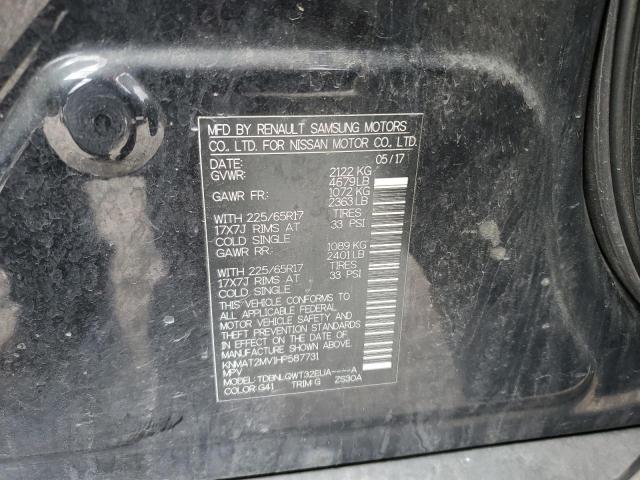 MFD BY RENAULT SAMSUNG MOTORS
CO. LTD. FOR NISSAN MOTOR CO., LTD.
DATE: 05/17
GVWR: 2122 KG
4679 LB
GAWR FR: 1072 KG
2363 LB
WITH 225/65R17 TIRES
17X7J RIMS AT 33 PSI
COLD SINGLE
GAWR RR: 1089 KG
2401 LB
WITH 225/65R17 TIRES
17X7J RIMS AT 33 PSI
COLD SINGLE
THIS VEHICLE CONFORMS TO
ALL APPLICABLE FEDERAL
MOTOR VEHICLE SAFETY AND
THEFT PREVENTION STANDARDS
IN EFFECT ON THE DATE OF
MANUFACTURE SHOWN ABOVE.
KNMAT2MV1HP587731
MPV
MODEL: TDBNLQWT32EUA----A
COLOR G41 TRIM G ZS30A